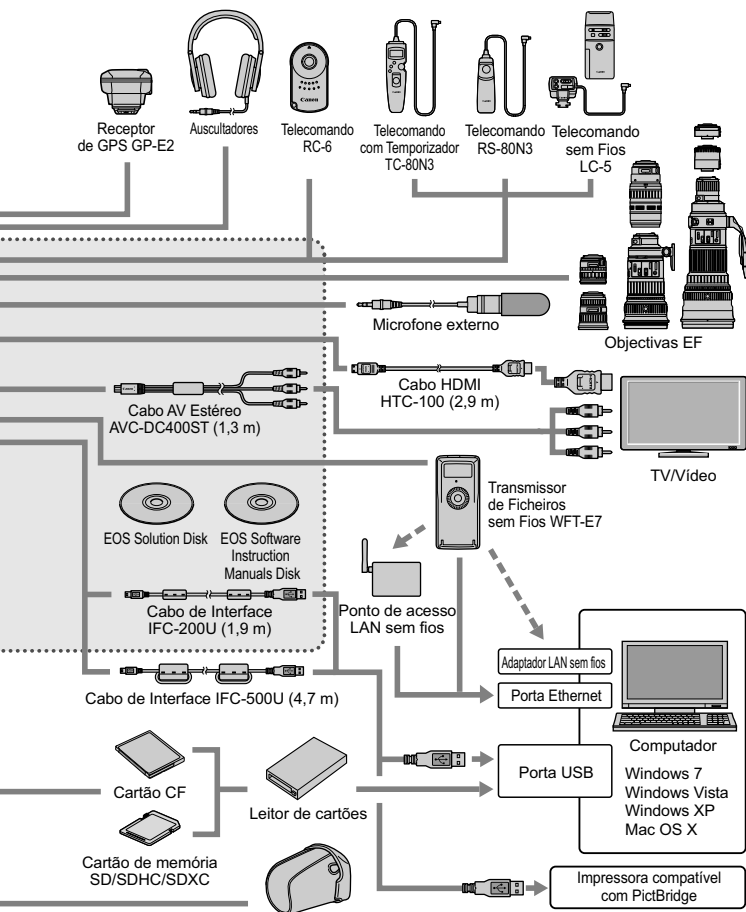 Receptor
de GPS GP-E2
Auscultadores
Canon
Telecomando
RC-6
Telecomando
com Temporizador
TC-80N3
Telecomando
RS-80N3
Telecomando
sem Fios
LC-5
Objectivas EF
Microfone externo
Cabo HDMI
HTC-100 (2,9 m)
Cabo AV Estéreo
AVC-DC400ST (1,3 m)
TV/Vídeo
Transmissor
de Ficheiros
sem Fios WFT-E7
EOS Solution Disk
EOS Software
Instruction
Manuals Disk
Ponto de acesso
LAN sem fios
Cabo de Interface
IFC-200U (1,9 m)
Cabo de Interface IFC-500U (4,7 m)
Adaptador LAN sem fios
Porta Ethernet
Porta USB
Computador
Windows 7
Windows Vista
Windows XP
Mac OS X
Cartão CF
Leitor de cartões
Cartão de memória
SD/SDHC/SDXC
Impressora compatível
com PictBridge